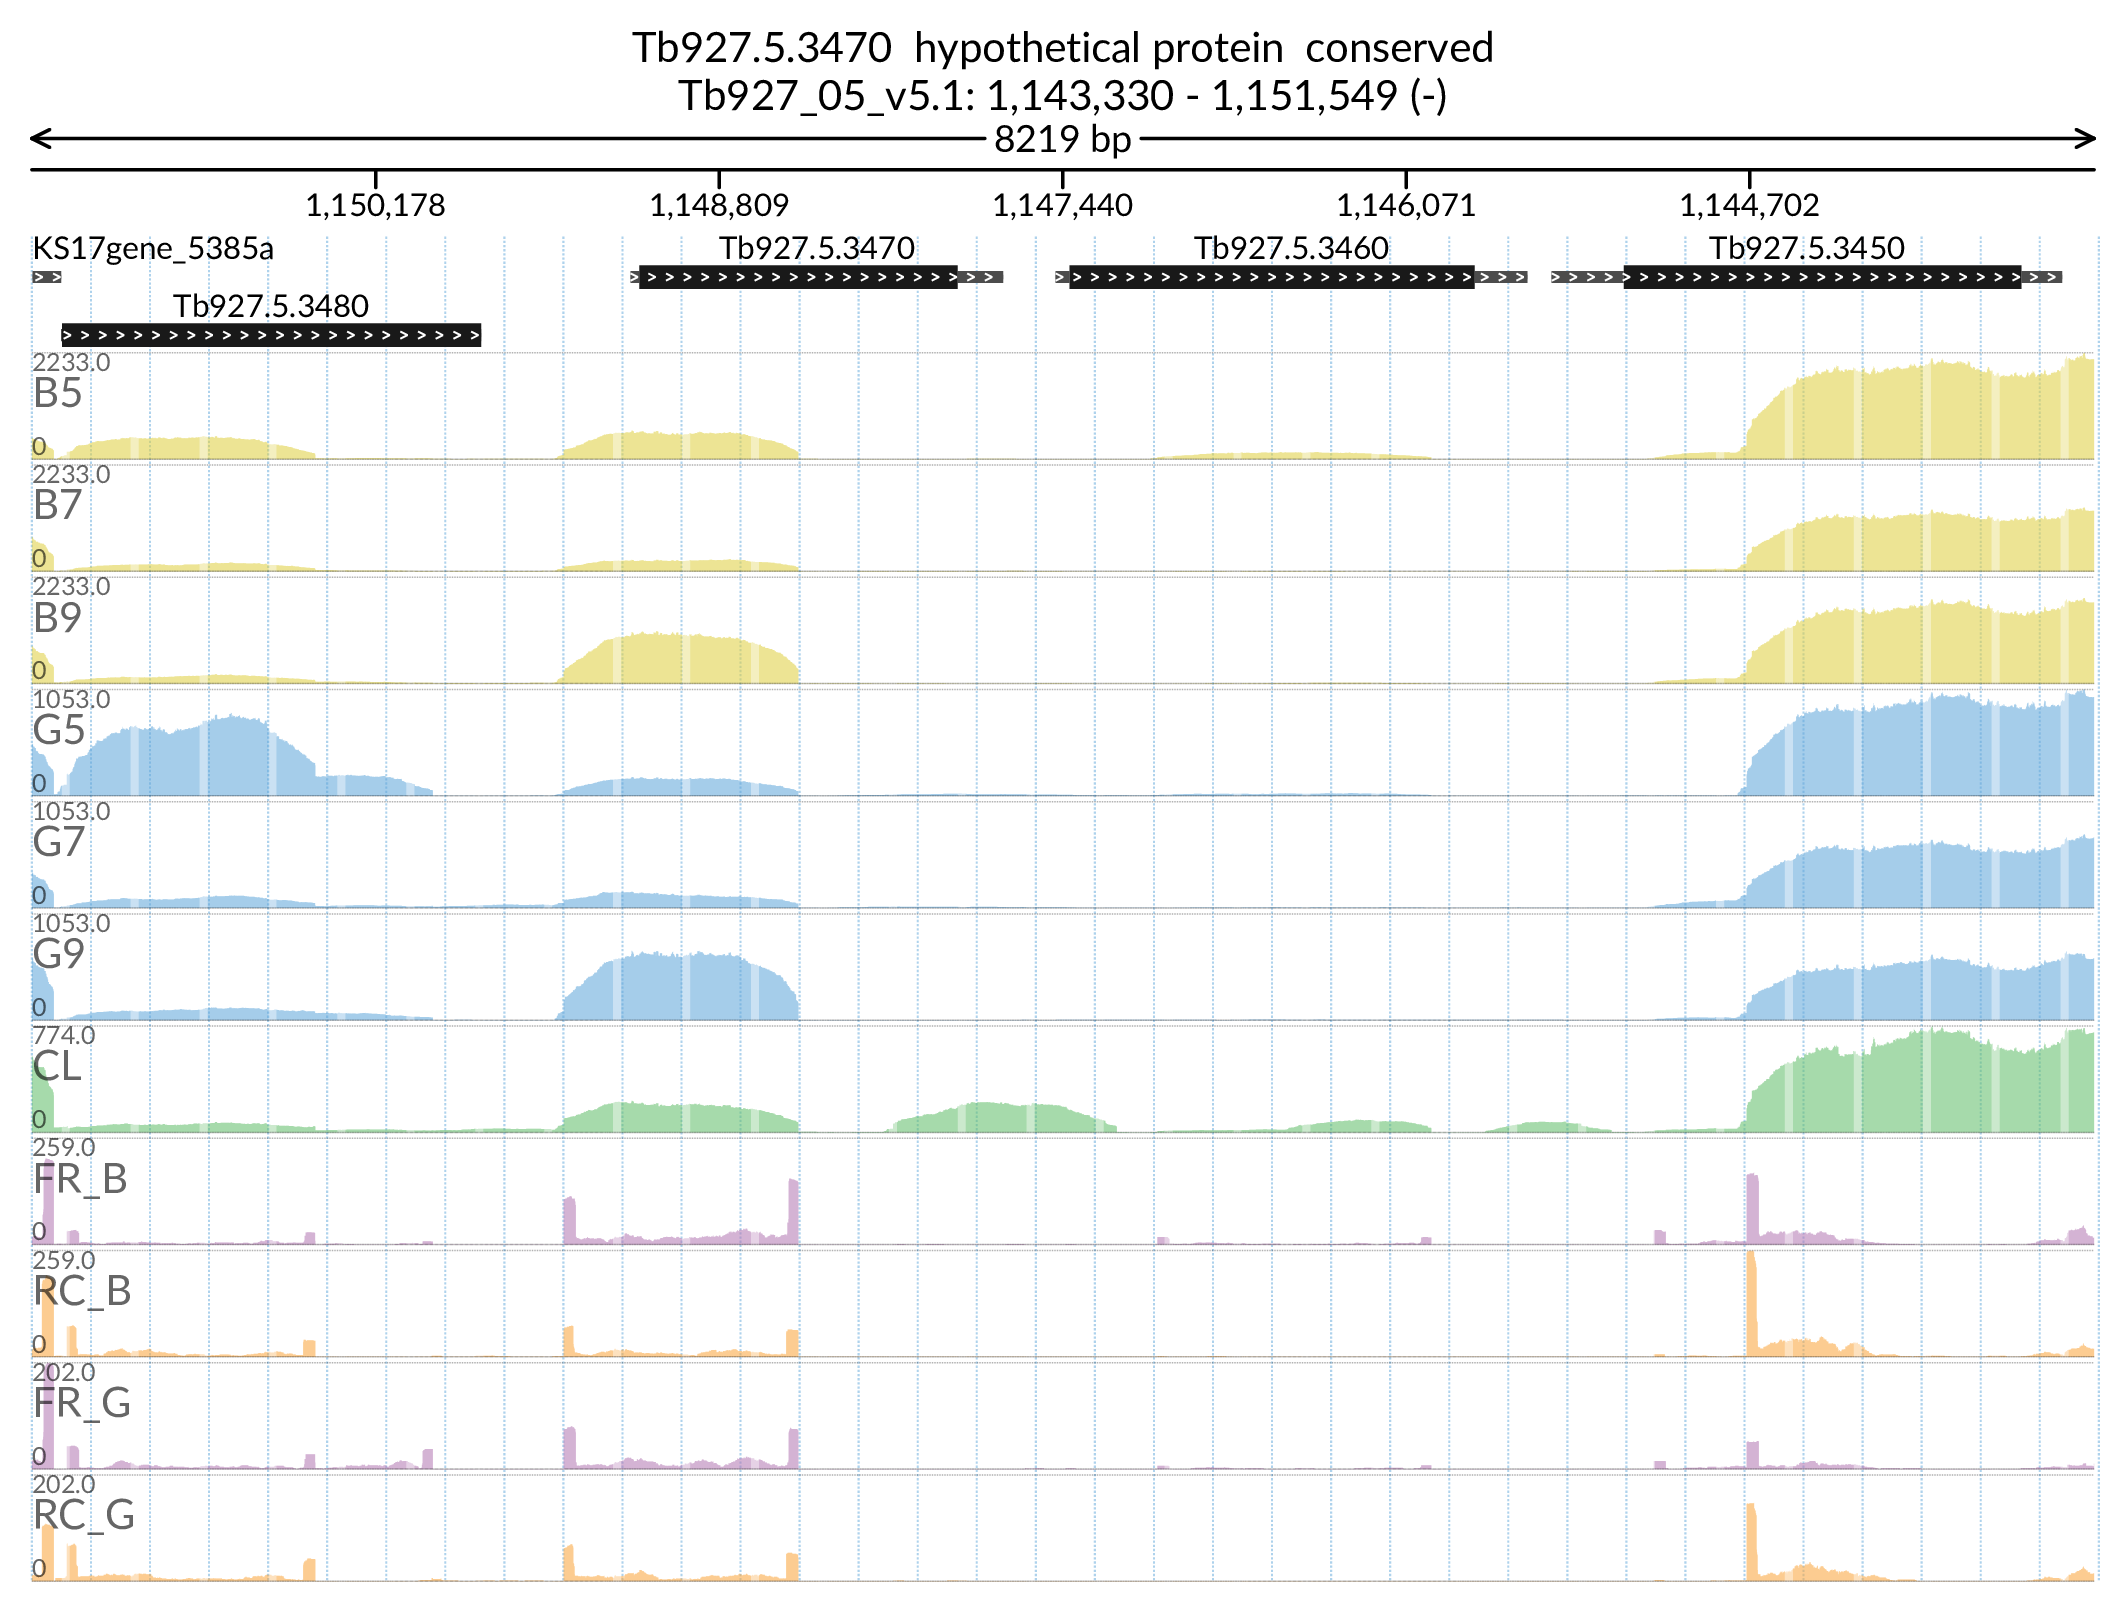 Tb927.5.3470  hypothetical protein  conserved
Tb927_05_v5.1: 1,143,330 - 1,151,549 (-)
8219 bp
1,150,178 1,148,809 1,147,440 1,146,071 1,144,702
KS17gene_5385a Tb927.5.3470 Tb927.5.3460 Tb927.5.3450
Tb927.5.3480
2233.0
B5
0
2233.0
B7
0
2233.0
B9
0
1053.0
G5
0
1053.0
G7
0
1053.0
G9
0
774.0
CL
0
259.0
FR_B
0
259.0
RC_B
0
202.0
FR_G
0
202.0
RC_G
0